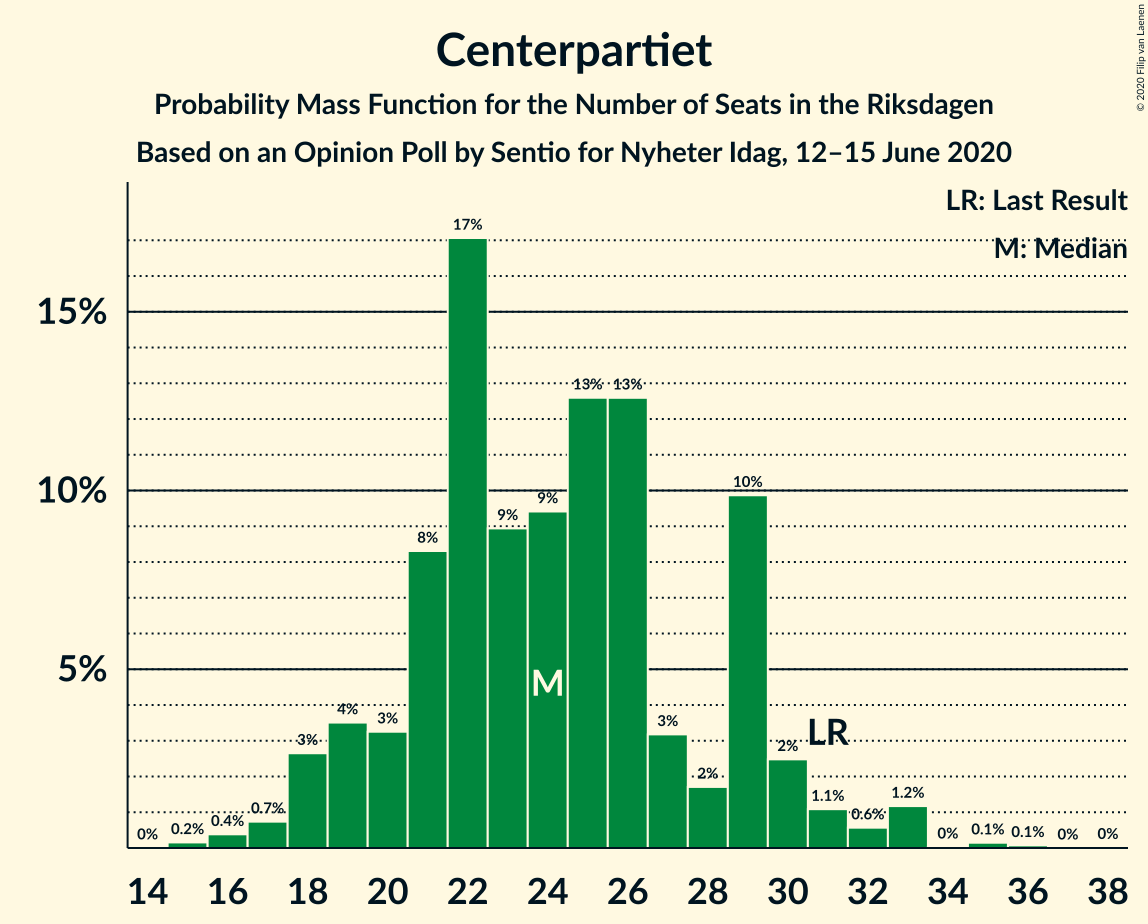 © 2020 Filip van Laenen
Centerpartiet
Probability Mass Function for the Number of Seats in the Riksdagen
Based on an Opinion Poll by Sentio for Nyheter Idag, 12–15 June 2020
LR: Last Result
M: Median
15%
10%
5%
0% 0.2% 0.4% 0.7% 3% 4% 3% 8% 17% 9% 9% 13% 13% 3% 2% 10% 2% 1.1% 0.6% 1.2% 0% 0.1% 0.1% 0% 0%
M
LR
14 16 18 20 22 24 26 28 30 32 34 36 38